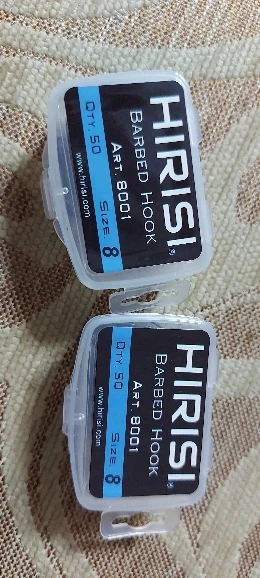 HIRISI®
BARBED HOOK
ART. 8001
QTY. 50 SIZE. 8
www.hirisi.com
HIRISI®
BARBED HOOK
ART. 8001
QTY. 50 SIZE. 8
www.hirisi.com